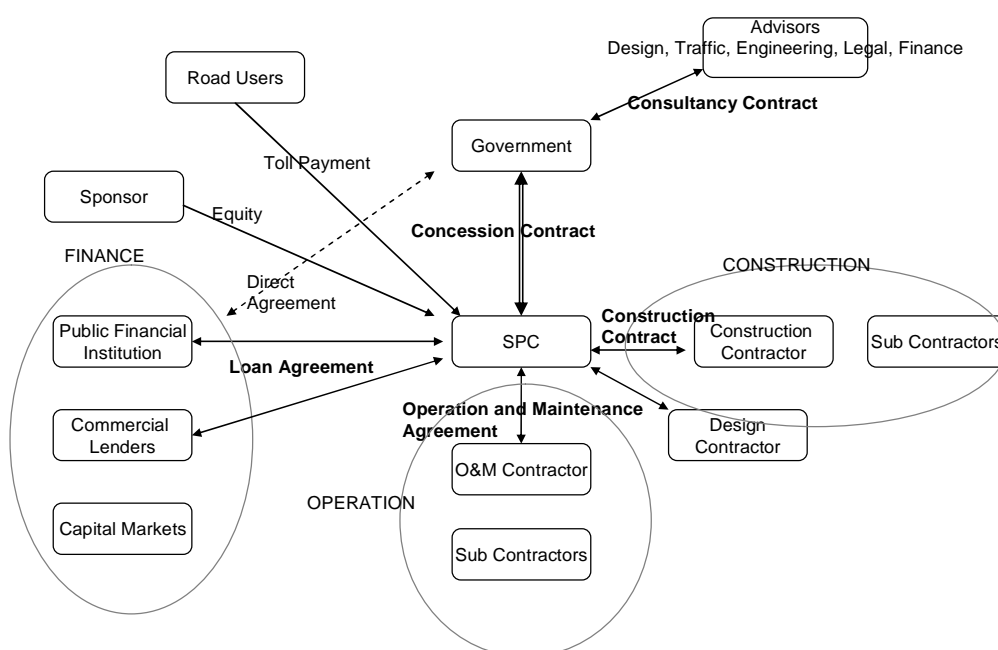 Advisors
Design, Traffic, Engineering, Legal, Finance
Road Users
Consultancy Contract
Government
Toll Payment
Sponsor
Equity
Concession Contract
FINANCE
CONSTRUCTION
Direct
Agreement
Public Financial
Institution
SPC
Construction
Contract
Construction
Contractor
Sub Contractors
Loan Agreement
Operation and Maintenance
Agreement
Commercial
Lenders
Design
Contractor
O&M Contractor
OPERATION
Capital Markets
Sub Contractors